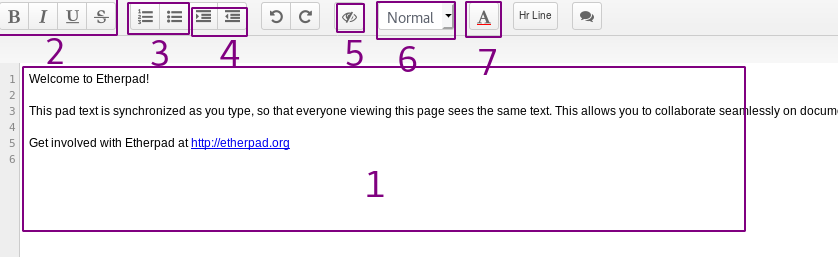 B I U S Normal A Hr Line
2 3 4 5 6 7
1 Welcome to Etherpad!
2
3 This pad text is synchronized as you type, so that everyone viewing this page sees the same text. This allows you to collaborate seamlessly on docum
4
5 Get involved with Etherpad at http://etherpad.org
6
1